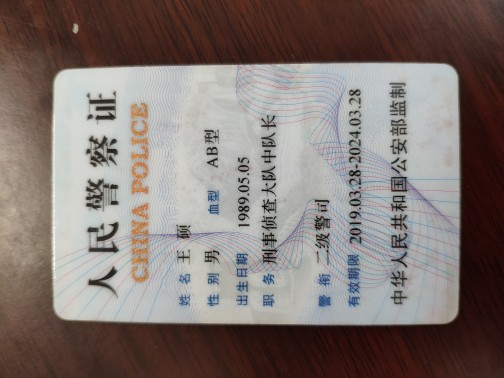 人民警察证
CHINA POLICE
姓名 王颀
性别 男 血型 AB型
出生日期 1989.05.05
职务 刑事侦查大队中队长
警衔 二级警司
有效期限 2019.03.28-2024.03.28
中华人民共和国公安部监制